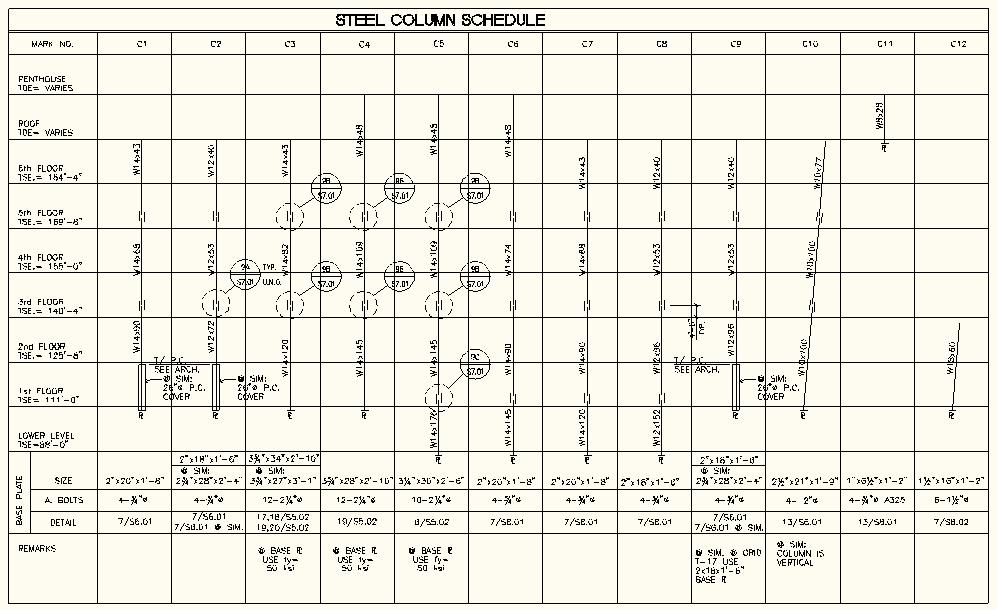 STEEL COLUMN SCHEDULE
MARK NO. C1 C2 C3 C4 C5 C6 C7 C8 C9 C10 C11 C12
PENTHOUSE
TOE= VARIES
ROOF
TOE= VARIES
W14x48 W14x48 W14x48 W8x28
6th FLOOR
TSE.= 184'-4"
W14x43 W12x40 W14x43 W14x43 W12x40 W12x40 W10x77
9B 9B 9B
S7.01 S7.01 S7.01
5th FLOOR
TSE.= 169'-8"
4th FLOOR
TSE.= 155'-0"
W14x68 W12x53 W14x82 W14x109 W14x109 W14x74 W14x68 W12x53 W12x53 W10x100
9A TYP. 9B 9B 9B
S7.01 U.N.O. S7.01 S7.01 S7.01
3rd FLOOR
TSE.= 140'-4"
TYP.
2nd FLOOR
TSE.= 125'-8"
W14x90 W12x72 W14x120 W14x145 W14x145 W14x90 W14x90 W12x96 W12x96 W10x100
9C
S7.01
T/ P.C. T/ P.C.
SEE ARCH. SEE ARCH.
1st FLOOR
TSE= 111'-0"
@ SIM: @ SIM: @ SIM:
26"ø P.C. 26"ø P.C. 26"ø P.C.
COVER COVER COVER
LOWER LEVEL
TSE=98'-0"
W14x145 W14x120 W12x152
BASE PLATE
SIZE
2"x20"x1'-8"
2"x18"x1'-6"
@ SIM:
2¾"x28"x2'-4"
3¾"x34"x2'-10"
@ SIM:
3¾"x27"x3'-1"
3¾"x28"x2'-10"
3¼"x30"x2'-6"
2"x20"x1'-8"
2"x20"x1'-8"
2"x18"x1'-6"
2"x18"x1'-6"
@ SIM:
2¾"x28"x2'-4"
2½"x21"x1'-9"
1"x6½"x1'-2"
1½"x16"x1'-2"
A. BOLTS 4-¾"ø 4-¾"ø 12-2¼"ø 12-2¼"ø 10-2¼"ø 4-¾"ø 4-¾"ø 4-¾"ø 4-¾"ø 4- 2"ø 4-¾"ø A325 6-1½"ø
DETAIL
7/S6.01
7/S6.01
7/S6.01 @ SIM.
17,18/S5.02
19,20/S5.02
19/S5.02
8/S5.02
7/S6.01
7/S6.01
7/S6.01
7/S6.01
7/S6.01 @ SIM.
13/S6.01
13/S8.01
7/S8.02
REMARKS
@ BASE PL
USE fy=
50 ksi
@ BASE PL
USE fy=
50 ksi
@ BASE PL
USE fy=
50 ksi
@ SIM. @ GRID
T-17 USE
2x18x1'-6"
BASE PL
@ SIM:
COLUMN IS
VERTICAL